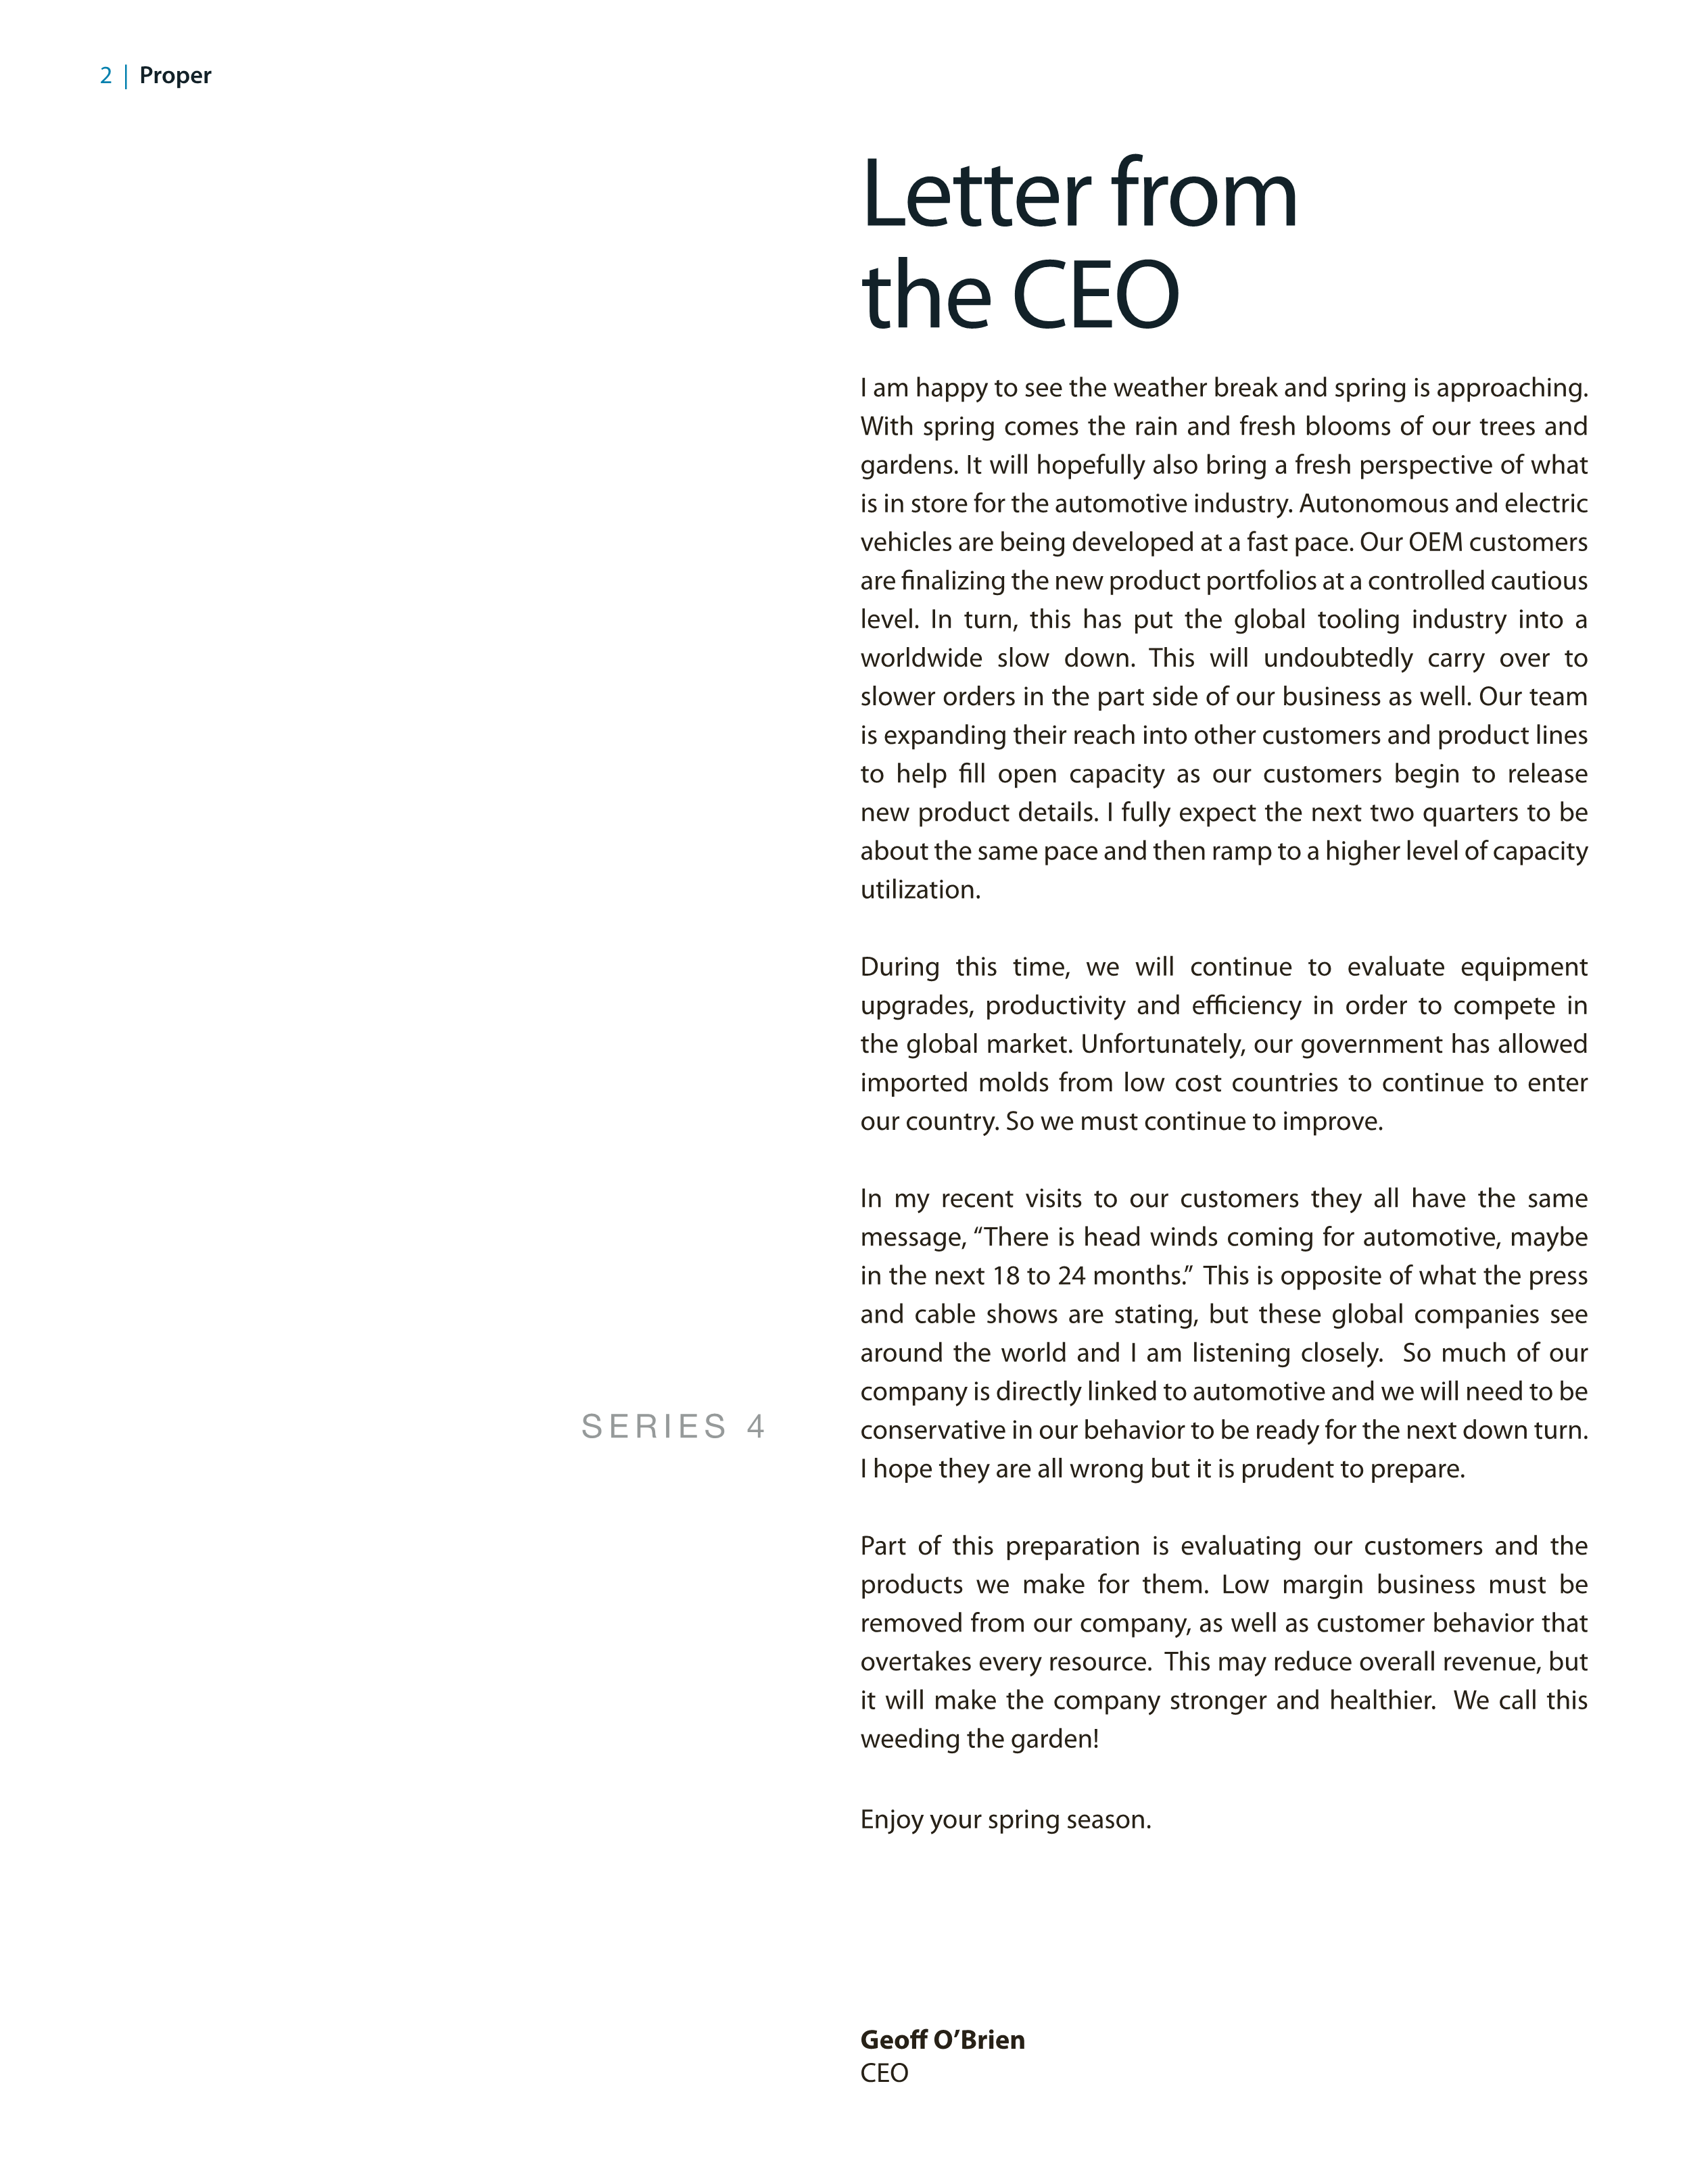 2 | Proper
Letter from
the CEO
I am happy to see the weather break and spring is approaching.
With spring comes the rain and fresh blooms of our trees and
gardens. It will hopefully also bring a fresh perspective of what
is in store for the automotive industry. Autonomous and electric
vehicles are being developed at a fast pace. Our OEM customers
are finalizing the new product portfolios at a controlled cautious
level. In turn, this has put the global tooling industry into a
worldwide slow down. This will undoubtedly carry over to
slower orders in the part side of our business as well. Our team
is expanding their reach into other customers and product lines
to help fill open capacity as our customers begin to release
new product details. I fully expect the next two quarters to be
about the same pace and then ramp to a higher level of capacity
utilization.
During this time, we will continue to evaluate equipment
upgrades, productivity and efficiency in order to compete in
the global market. Unfortunately, our government has allowed
imported molds from low cost countries to continue to enter
our country. So we must continue to improve.
In my recent visits to our customers they all have the same
message, “There is head winds coming for automotive, maybe
in the next 18 to 24 months.” This is opposite of what the press
and cable shows are stating, but these global companies see
around the world and I am listening closely.  So much of our
company is directly linked to automotive and we will need to be
conservative in our behavior to be ready for the next down turn.
I hope they are all wrong but it is prudent to prepare.
Part of this preparation is evaluating our customers and the
products we make for them. Low margin business must be
removed from our company, as well as customer behavior that
overtakes every resource.  This may reduce overall revenue, but
it will make the company stronger and healthier.  We call this
weeding the garden!
Enjoy your spring season.
Geoff O’Brien
CEO
SERIES 4